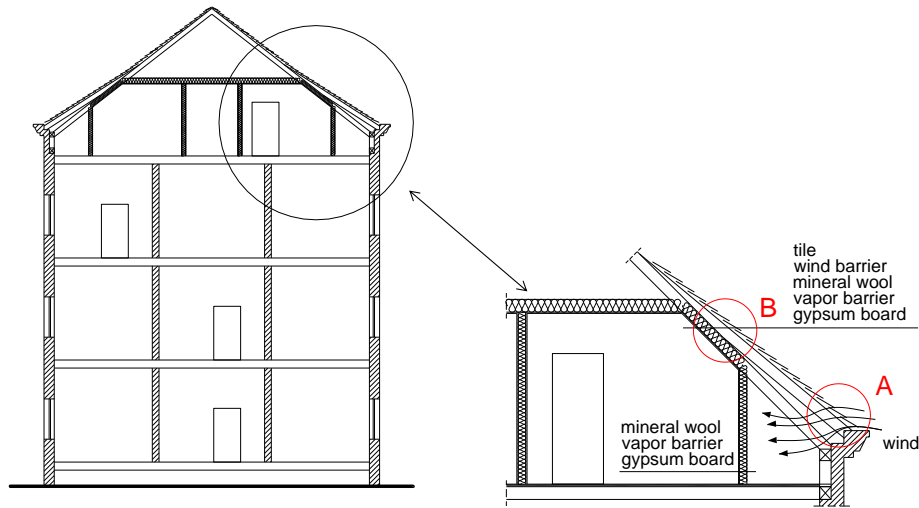 tile
wind barrier
mineral wool
vapor barrier
gypsum board
B
A
mineral wool
vapor barrier
gypsum board
wind